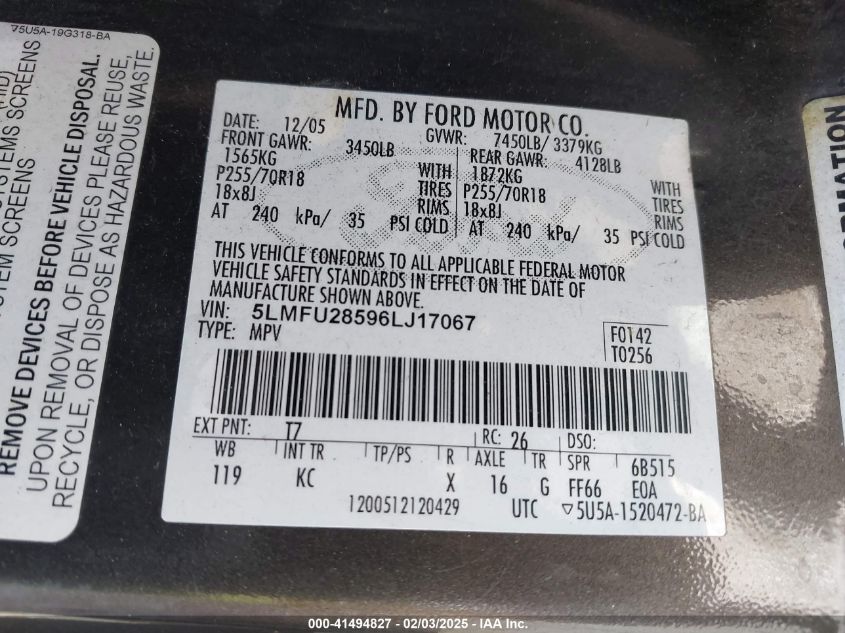 75U5A-19G318-BA
(HID)
SYSTEMS SCREENS
SYSTEM SCREENS
REMOVE DEVICES BEFORE VEHICLE DISPOSAL.
UPON REMOVAL OF DEVICES PLEASE REUSE,
RECYCLE, OR DISPOSE AS HAZARDOUS WASTE.
MFD. BY FORD MOTOR CO.
DATE: 12/05 GVWR: 7450LB/ 3379KG
FRONT GAWR: 3450LB REAR GAWR: 4128LB
1565KG WITH 1872KG WITH
P255/70R18 TIRES P255/70R18 TIRES
18x8J RIMS 18x8J RIMS
AT 240 kPa/ 35 PSI COLD AT 240 kPa/ 35 PSI COLD
THIS VEHICLE CONFORMS TO ALL APPLICABLE FEDERAL MOTOR
VEHICLE SAFETY STANDARDS IN EFFECT ON THE DATE OF
MANUFACTURE SHOWN ABOVE.
VIN: 5LMFU28596LJ17067
TYPE: MPV
F0142
T0256
EXT PNT: T7 RC: 26 DSO:
WB INT TR TP/PS R AXLE TR SPR 6B515
119 KC X 16 G FF66 E0A
1200512120429 UTC ▽5U5A-1520472-BA
000-41494827 - 02/03/2025 - IAA Inc.